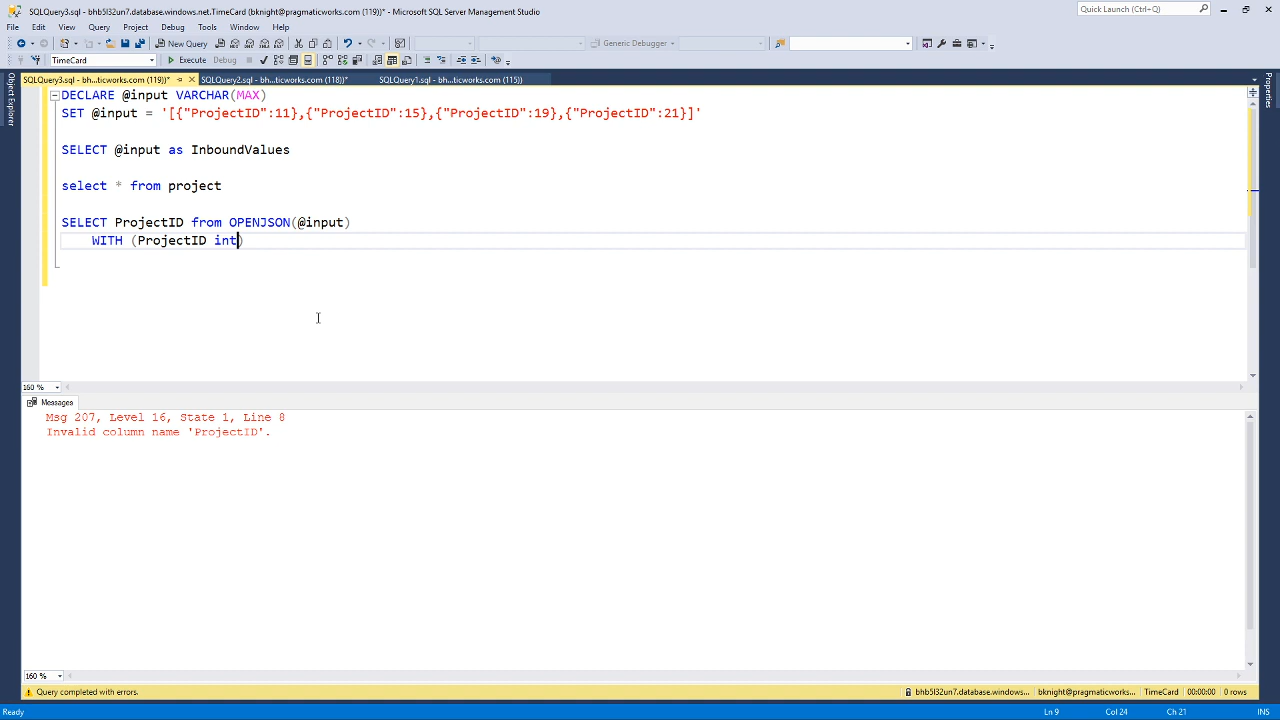 SQLQuery3.sql - bhb5l32un7.database.windows.net.TimeCard (bknight@pragmaticworks.com (119))* - Microsoft SQL Server Management Studio
Quick Launch (Ctrl+Q)
File Edit View Query Project Debug Tools Window Help
New Query
Generic Debugger
TimeCard
Execute
Debug
SQLQuery3.sql - bh...ticworks.com (119))*
SQLQuery2.sql - bh...ticworks.com (118))*
SQLQuery1.sql - bh...ticworks.com (115))
Object Explorer
Properties
DECLARE @input VARCHAR(MAX)
SET @input = '[{"ProjectID":11},{"ProjectID":15},{"ProjectID":19},{"ProjectID":21}]'
SELECT @input as InboundValues
select * from project
SELECT ProjectID from OPENJSON(@input)
WITH (ProjectID int)
160 %
Messages
Msg 207, Level 16, State 1, Line 8
Invalid column name 'ProjectID'.
160 %
Query completed with errors.
bhb5l32un7.database.windows...
bknight@pragmaticworks...
TimeCard
00:00:00
0 rows
Ready
Ln 9
Col 24
Ch 21
INS